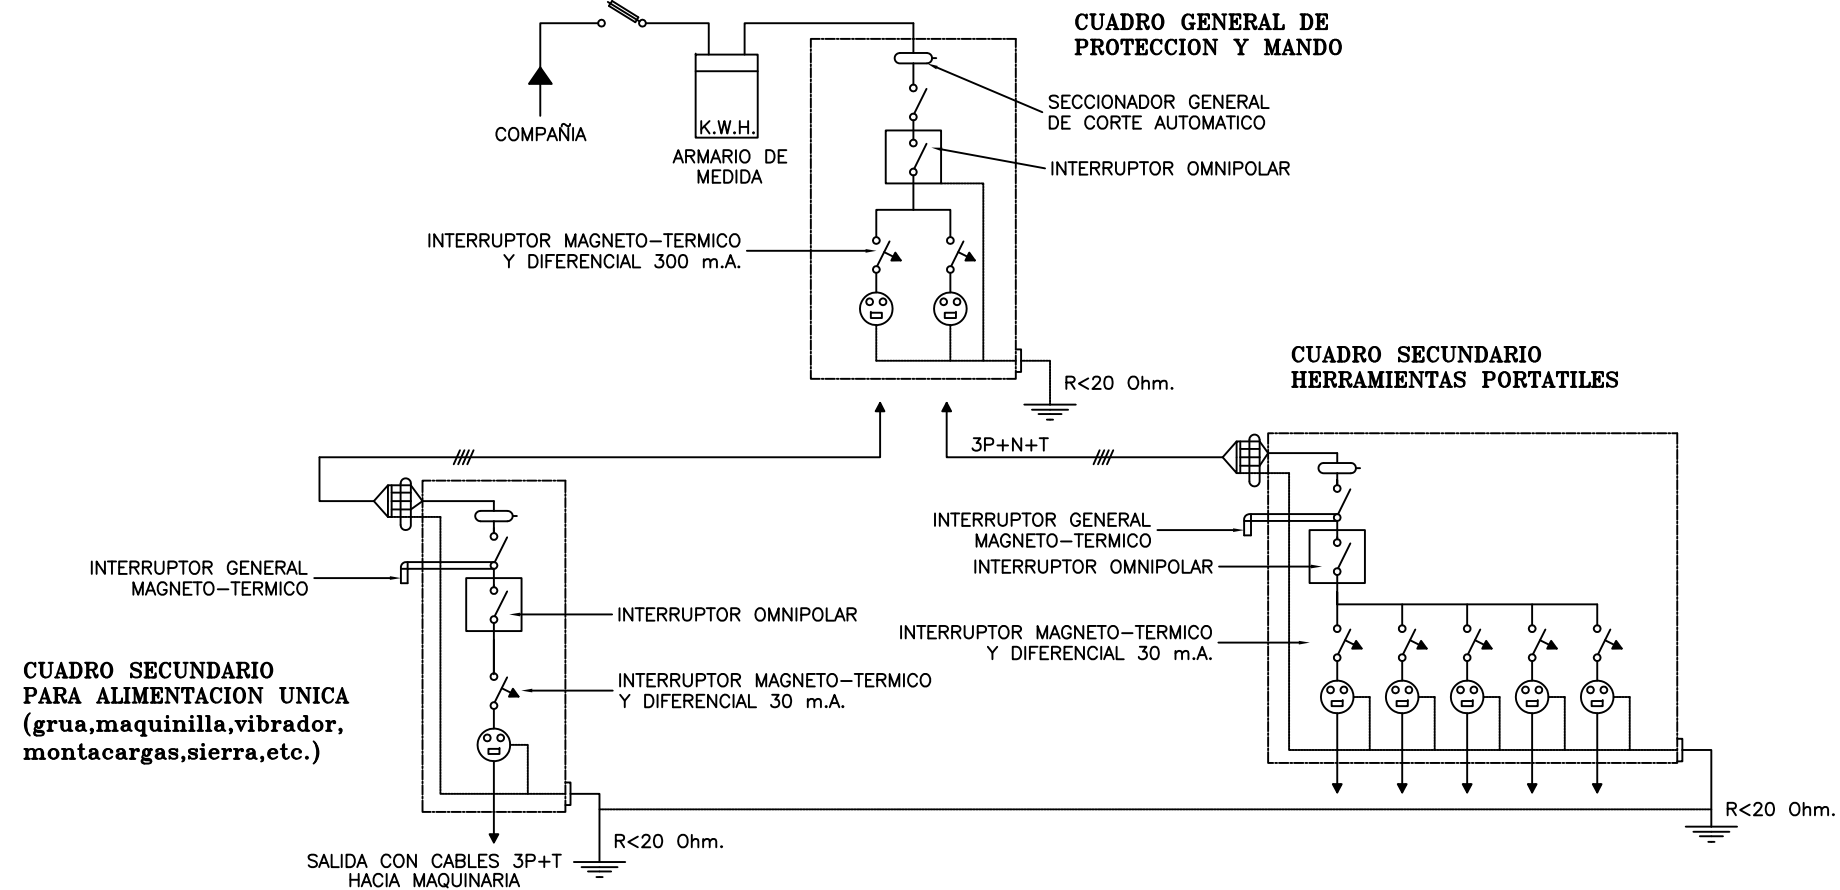 CUADRO GENERAL DE
PROTECCION Y MANDO
SECCIONADOR GENERAL
DE CORTE AUTOMATICO
COMPAÑIA
K.W.H.
ARMARIO DE
MEDIDA
INTERRUPTOR OMNIPOLAR
INTERRUPTOR MAGNETO-TERMICO
Y DIFERENCIAL 300 m.A.
R<20 Ohm.
CUADRO SECUNDARIO
HERRAMIENTAS PORTATILES
3P+N+T
INTERRUPTOR GENERAL
MAGNETO-TERMICO
INTERRUPTOR OMNIPOLAR
INTERRUPTOR MAGNETO-TERMICO
Y DIFERENCIAL 30 m.A.
R<20 Ohm.
INTERRUPTOR GENERAL
MAGNETO-TERMICO
INTERRUPTOR OMNIPOLAR
CUADRO SECUNDARIO
PARA ALIMENTACION UNICA
(grua,maquinilla,vibrador,
montacargas,sierra,etc.)
INTERRUPTOR MAGNETO-TERMICO
Y DIFERENCIAL 30 m.A.
R<20 Ohm.
SALIDA CON CABLES 3P+T
HACIA MAQUINARIA